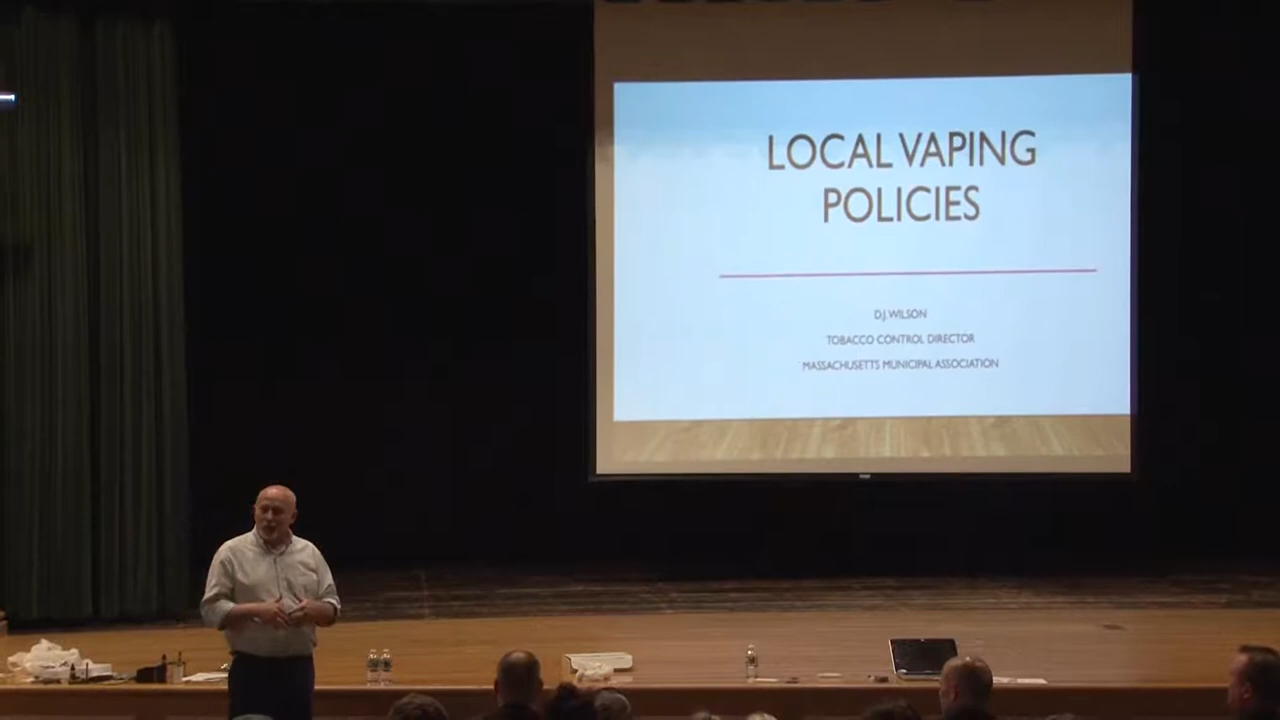 LOCAL VAPING
POLICIES
D.J. WILSON
TOBACCO CONTROL DIRECTOR
MASSACHUSETTS MUNICIPAL ASSOCIATION